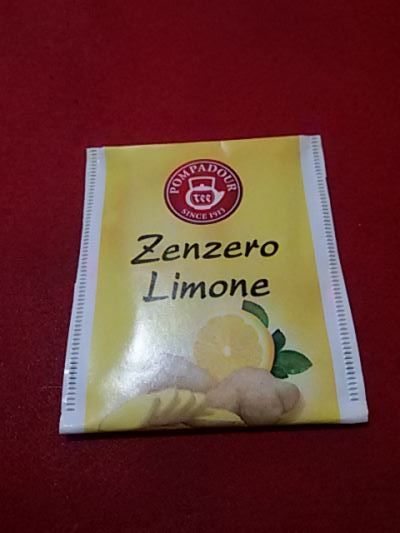 POMPADOUR
SINCE 1913
Zenzero
Limone